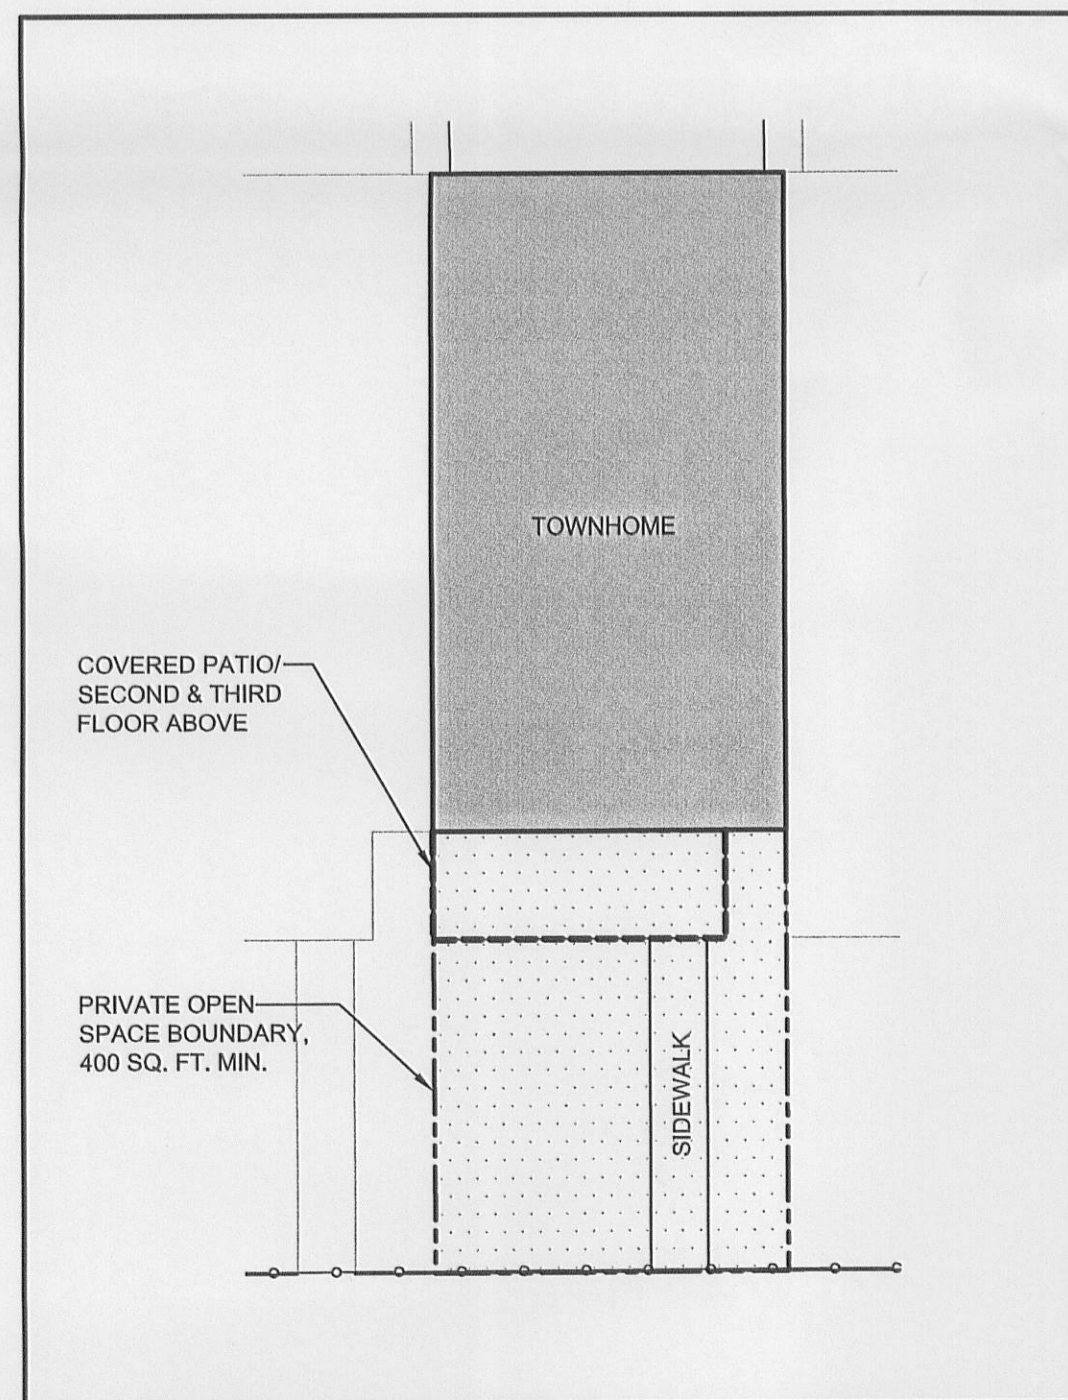 TOWNHOME
COVERED PATIO/
SECOND & THIRD
FLOOR ABOVE
PRIVATE OPEN
SPACE BOUNDARY,
400 SQ. FT. MIN.
SIDEWALK